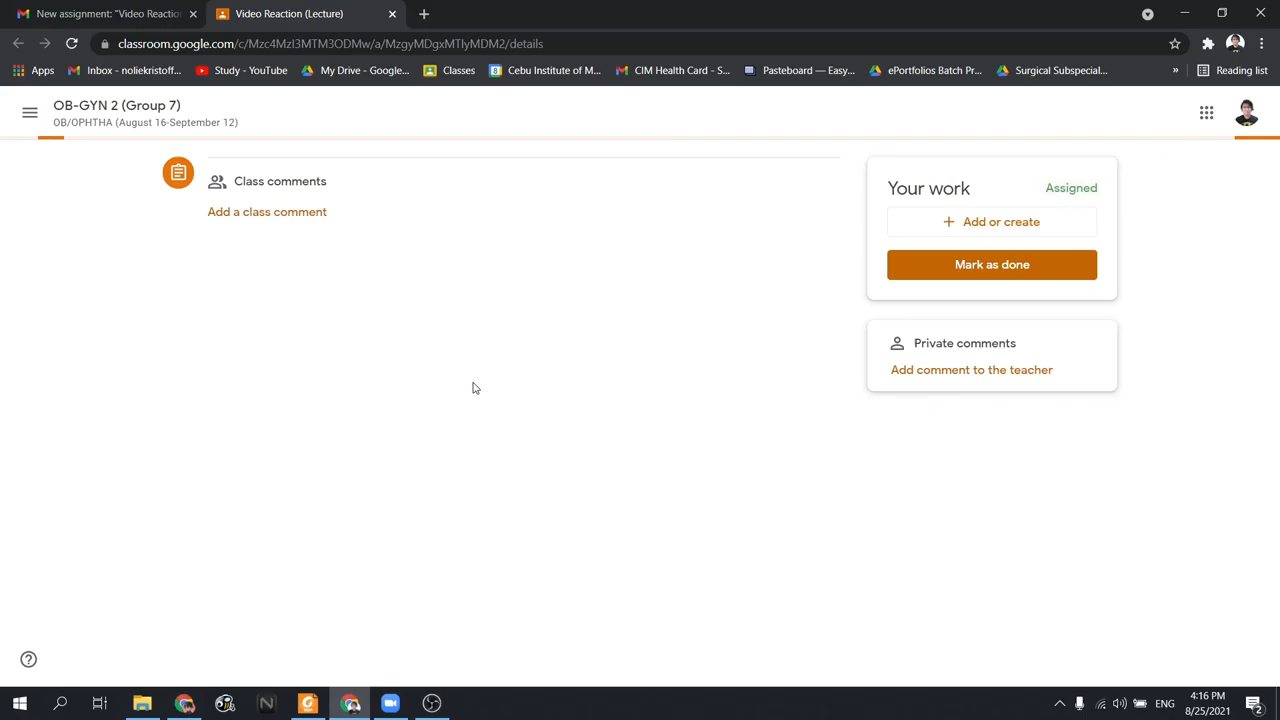 New assignment: "Video Reaction
Video Reaction (Lecture)
classroom.google.com/c/Mzc4MzI3MTM3ODMw/a/MzgyMDgxMTIyMDM2/details
Apps
Inbox - noliekristoff...
Study - YouTube
My Drive - Google...
Classes
Cebu Institute of M...
CIM Health Card - S...
Pasteboard — Easy...
ePortfolios Batch Pr...
Surgical Subspecial...
»
Reading list
OB-GYN 2 (Group 7)
OB/OPHTHA (August 16-September 12)
Class comments
Add a class comment
Your work
Assigned
+ Add or create
Mark as done
Private comments
Add comment to the teacher
ENG
4:16 PM
8/25/2021
2